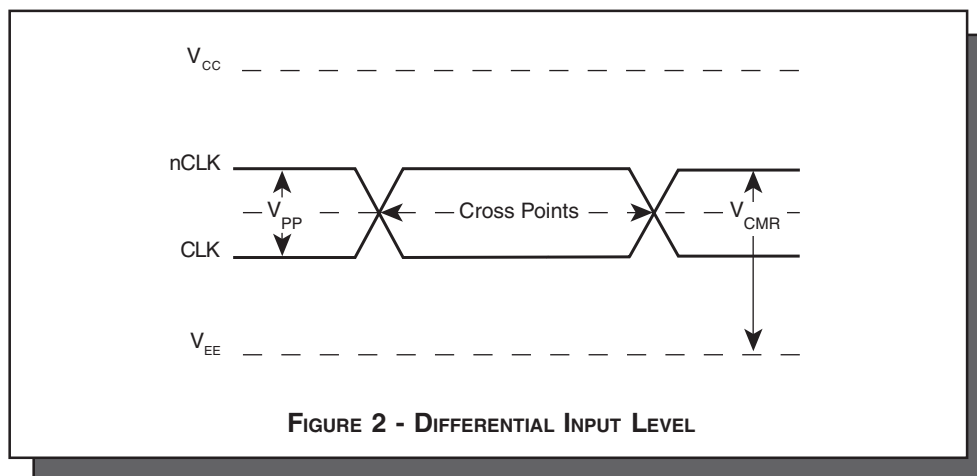 VCC
nCLK
VPP
Cross Points
VCMR
CLK
VEE
FIGURE 2 - DIFFERENTIAL INPUT LEVEL